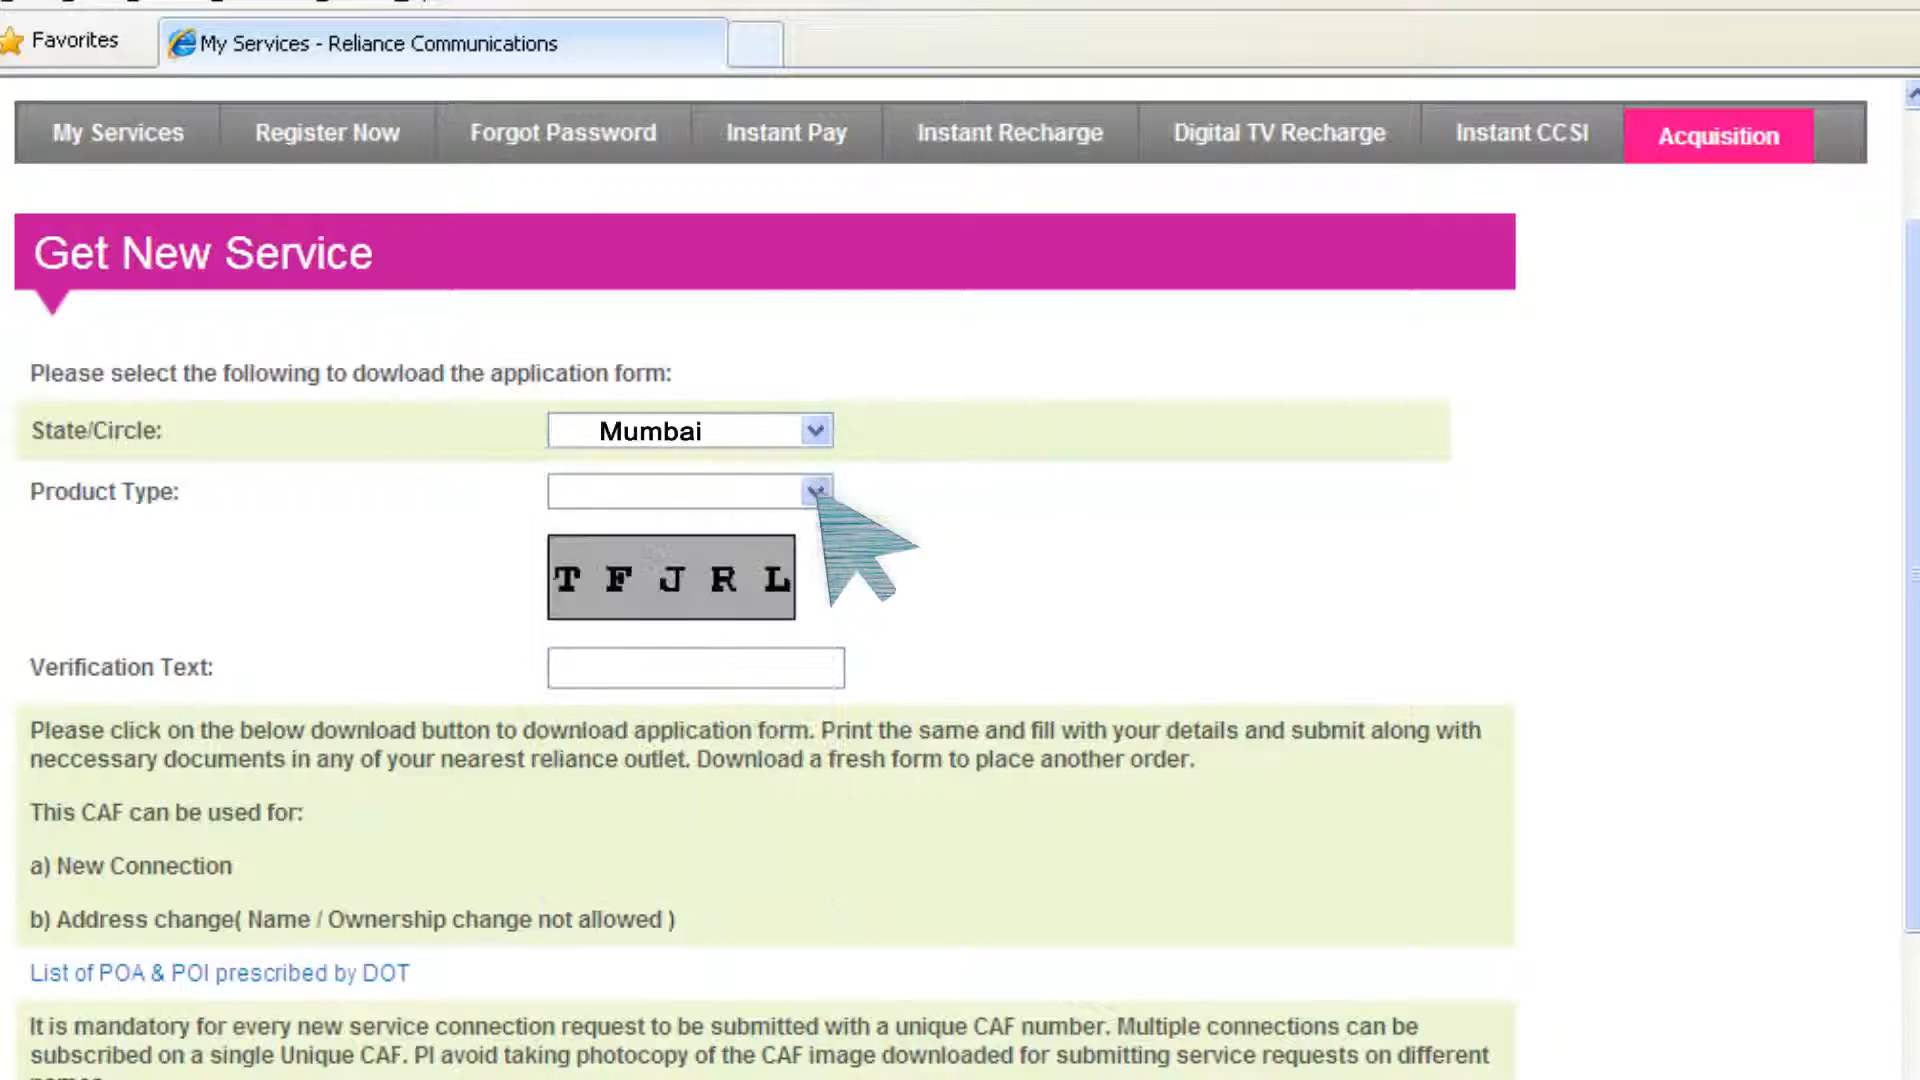 Favorites
My Services - Reliance Communications
My Services Register Now Forgot Password Instant Pay Instant Recharge Digital TV Recharge Instant CCSI Acquisition
Get New Service
Please select the following to dowload the application form:
State/Circle: Mumbai
Product Type:
T F J R L
Verification Text:
Please click on the below download button to download application form. Print the same and fill with your details and submit along with
neccessary documents in any of your nearest reliance outlet. Download a fresh form to place another order.
This CAF can be used for:
a) New Connection
b) Address change( Name / Ownership change not allowed )
List of POA & POI prescribed by DOT
It is mandatory for every new service connection request to be submitted with a unique CAF number. Multiple connections can be
subscribed on a single Unique CAF. Pl avoid taking photocopy of the CAF image downloaded for submitting service requests on different